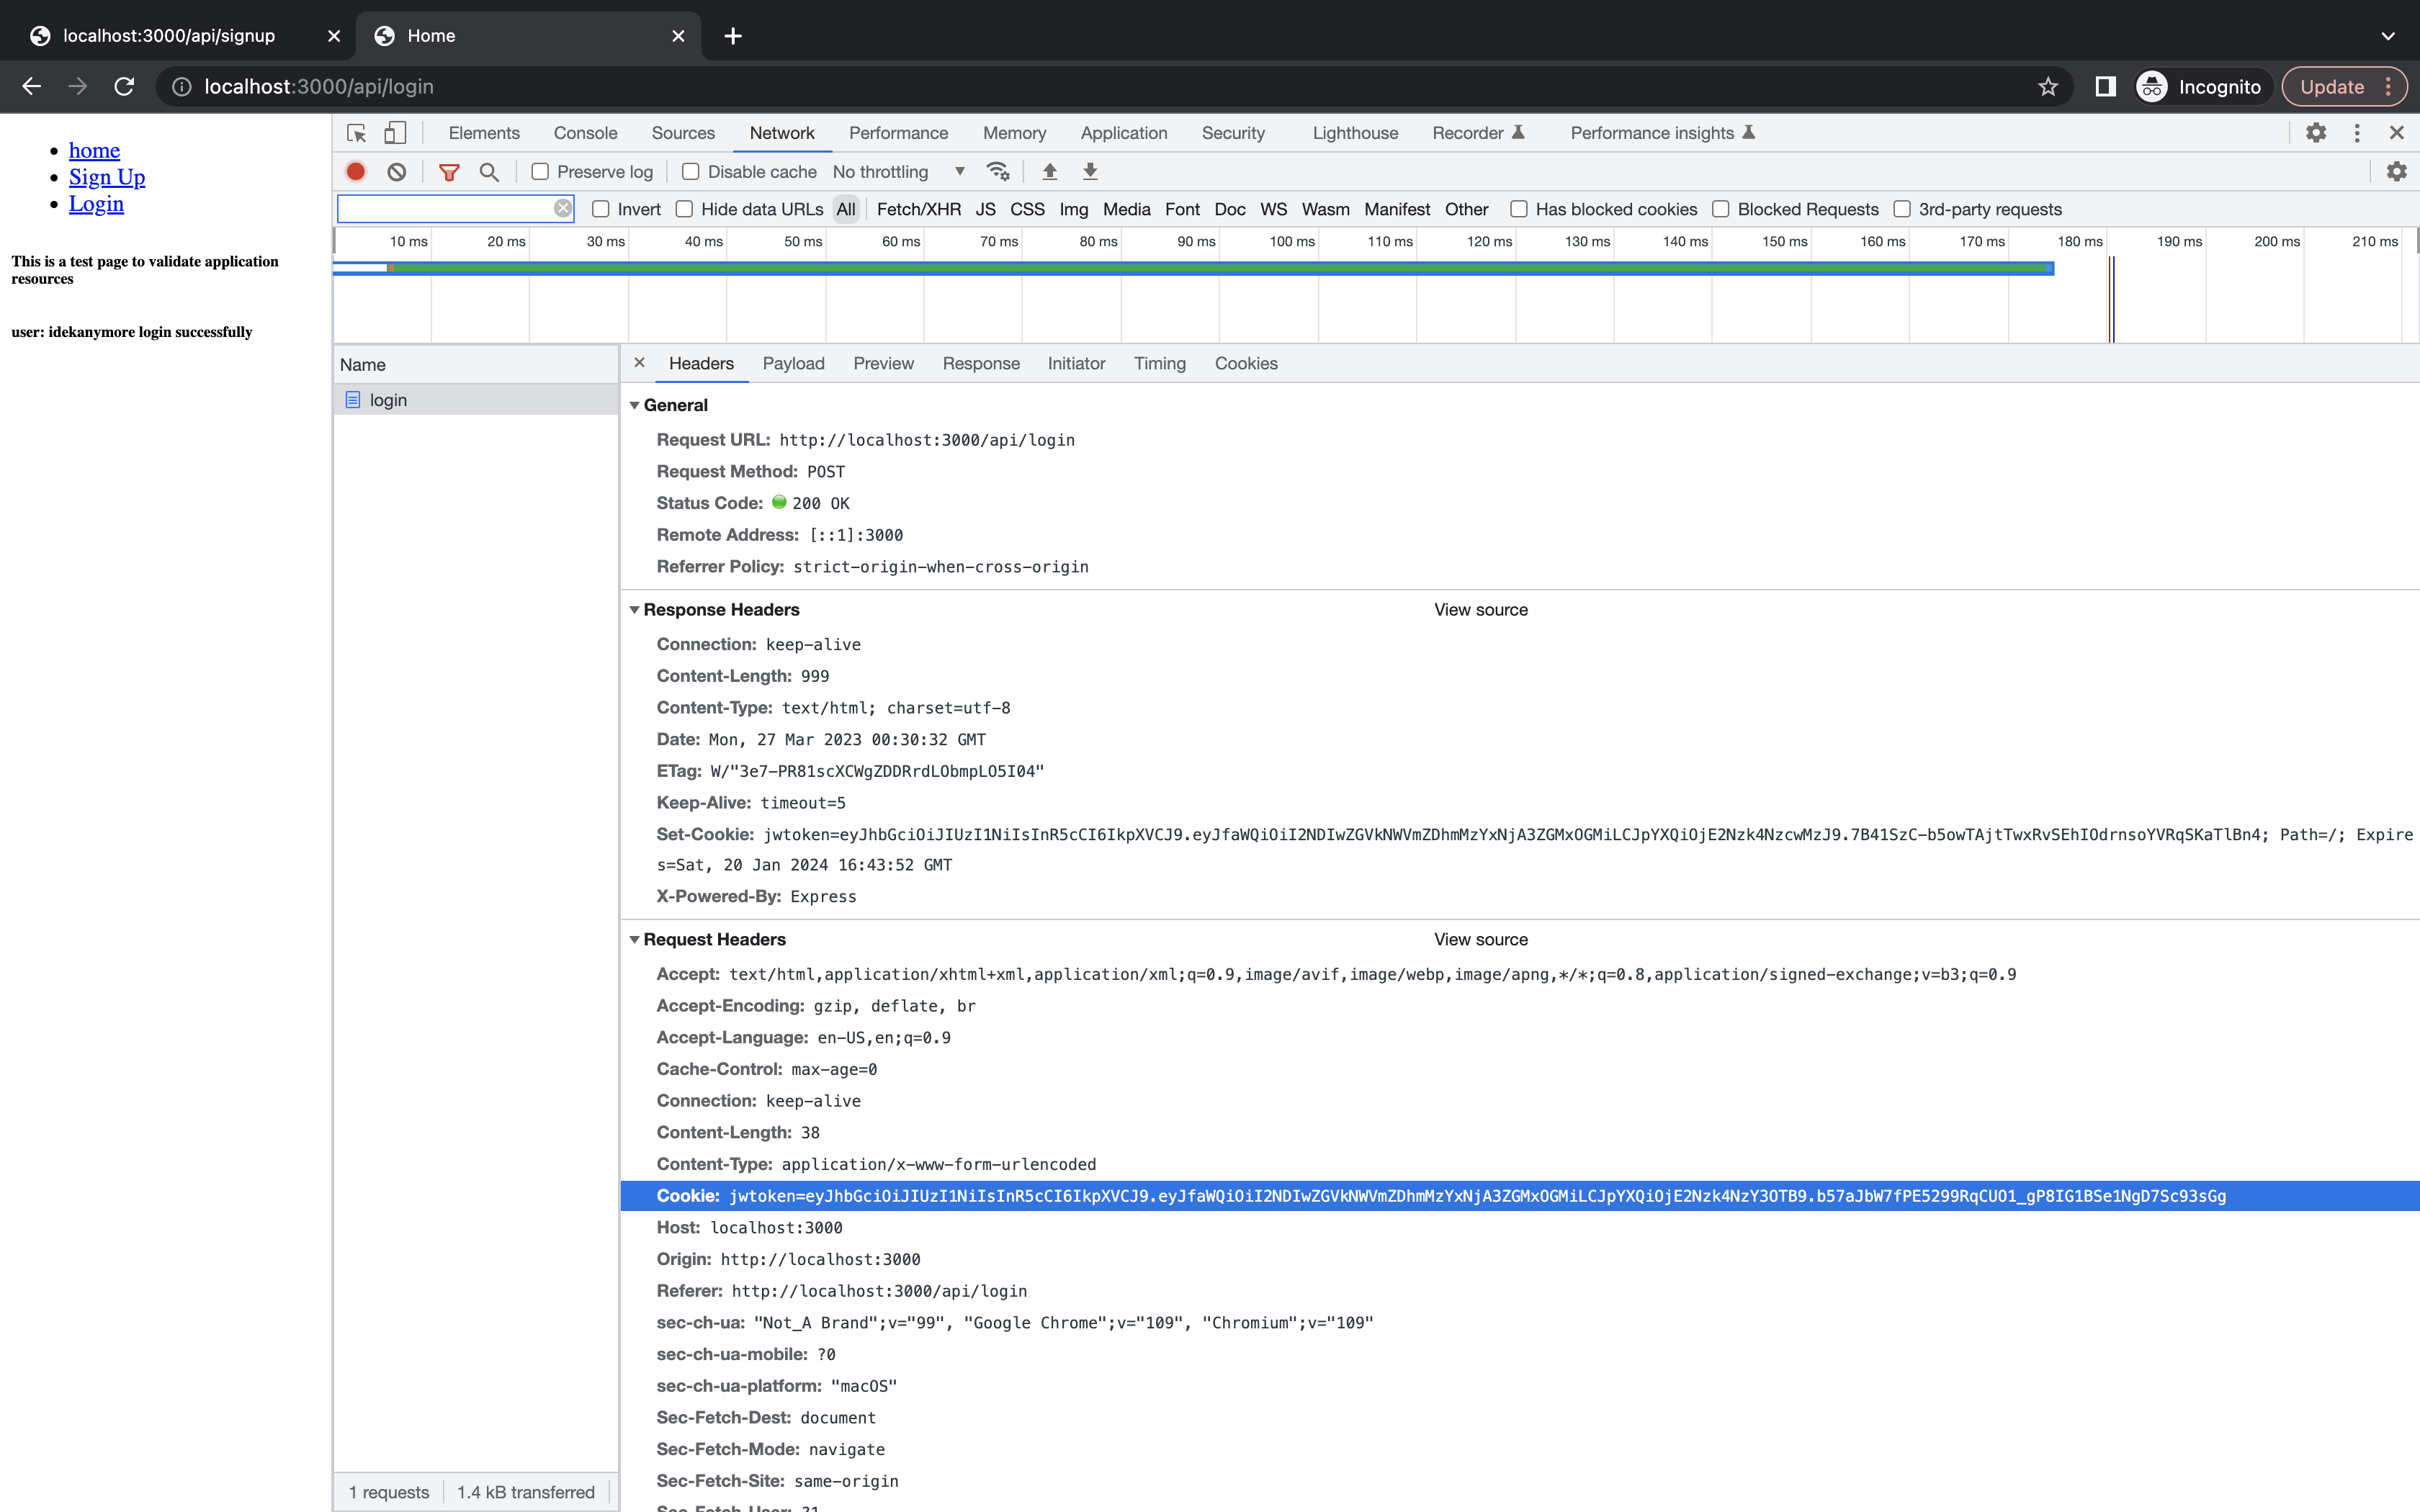 localhost:3000/api/signup
Home
localhost:3000/api/login
Incognito
Update
home
Sign Up
Login
This is a test page to validate application
resources
user: idekanymore login successfully
Elements Console Sources Network Performance Memory Application Security Lighthouse Recorder Performance insights
Preserve log Disable cache No throttling
Invert Hide data URLs All Fetch/XHR JS CSS Img Media Font Doc WS Wasm Manifest Other Has blocked cookies Blocked Requests 3rd-party requests
10 ms 20 ms 30 ms 40 ms 50 ms 60 ms 70 ms 80 ms 90 ms 100 ms 110 ms 120 ms 130 ms 140 ms 150 ms 160 ms 170 ms 180 ms 190 ms 200 ms 210 ms
Name
login
Headers Payload Preview Response Initiator Timing Cookies
General
Request URL: http://localhost:3000/api/login
Request Method: POST
Status Code: 200 OK
Remote Address: [::1]:3000
Referrer Policy: strict-origin-when-cross-origin
Response Headers View source
Connection: keep-alive
Content-Length: 999
Content-Type: text/html; charset=utf-8
Date: Mon, 27 Mar 2023 00:30:32 GMT
ETag: W/"3e7-PR81scXCWgZDDRrdLObmpLO5I04"
Keep-Alive: timeout=5
Set-Cookie: jwtoken=eyJhbGciOiJIUzI1NiIsInR5cCI6IkpXVCJ9.eyJfaWQiOiI2NDIwZGVkNWVmZDhmMzYxNjA3ZGMxOGMiLCJpYXQiOjE2Nzk4NzcwMzJ9.7B41SzC-b5owTAjtTwxRvSEhIOdrnsoYVRqSKaTlBn4; Path=/; Expire
s=Sat, 20 Jan 2024 16:43:52 GMT
X-Powered-By: Express
Request Headers View source
Accept: text/html,application/xhtml+xml,application/xml;q=0.9,image/avif,image/webp,image/apng,*/*;q=0.8,application/signed-exchange;v=b3;q=0.9
Accept-Encoding: gzip, deflate, br
Accept-Language: en-US,en;q=0.9
Cache-Control: max-age=0
Connection: keep-alive
Content-Length: 38
Content-Type: application/x-www-form-urlencoded
Cookie: jwtoken=eyJhbGciOiJIUzI1NiIsInR5cCI6IkpXVCJ9.eyJfaWQiOiI2NDIwZGVkNWVmZDhmMzYxNjA3ZGMxOGMiLCJpYXQiOjE2Nzk4NzY3OTB9.b57aJbW7fPE5299RqCUO1_gP8IG1BSe1NgD7Sc93sGg
Host: localhost:3000
Origin: http://localhost:3000
Referer: http://localhost:3000/api/login
sec-ch-ua: "Not_A Brand";v="99", "Google Chrome";v="109", "Chromium";v="109"
sec-ch-ua-mobile: ?0
sec-ch-ua-platform: "macOS"
Sec-Fetch-Dest: document
Sec-Fetch-Mode: navigate
Sec-Fetch-Site: same-origin
Sec-Fetch-User: ?1
1 requests 1.4 kB transferred